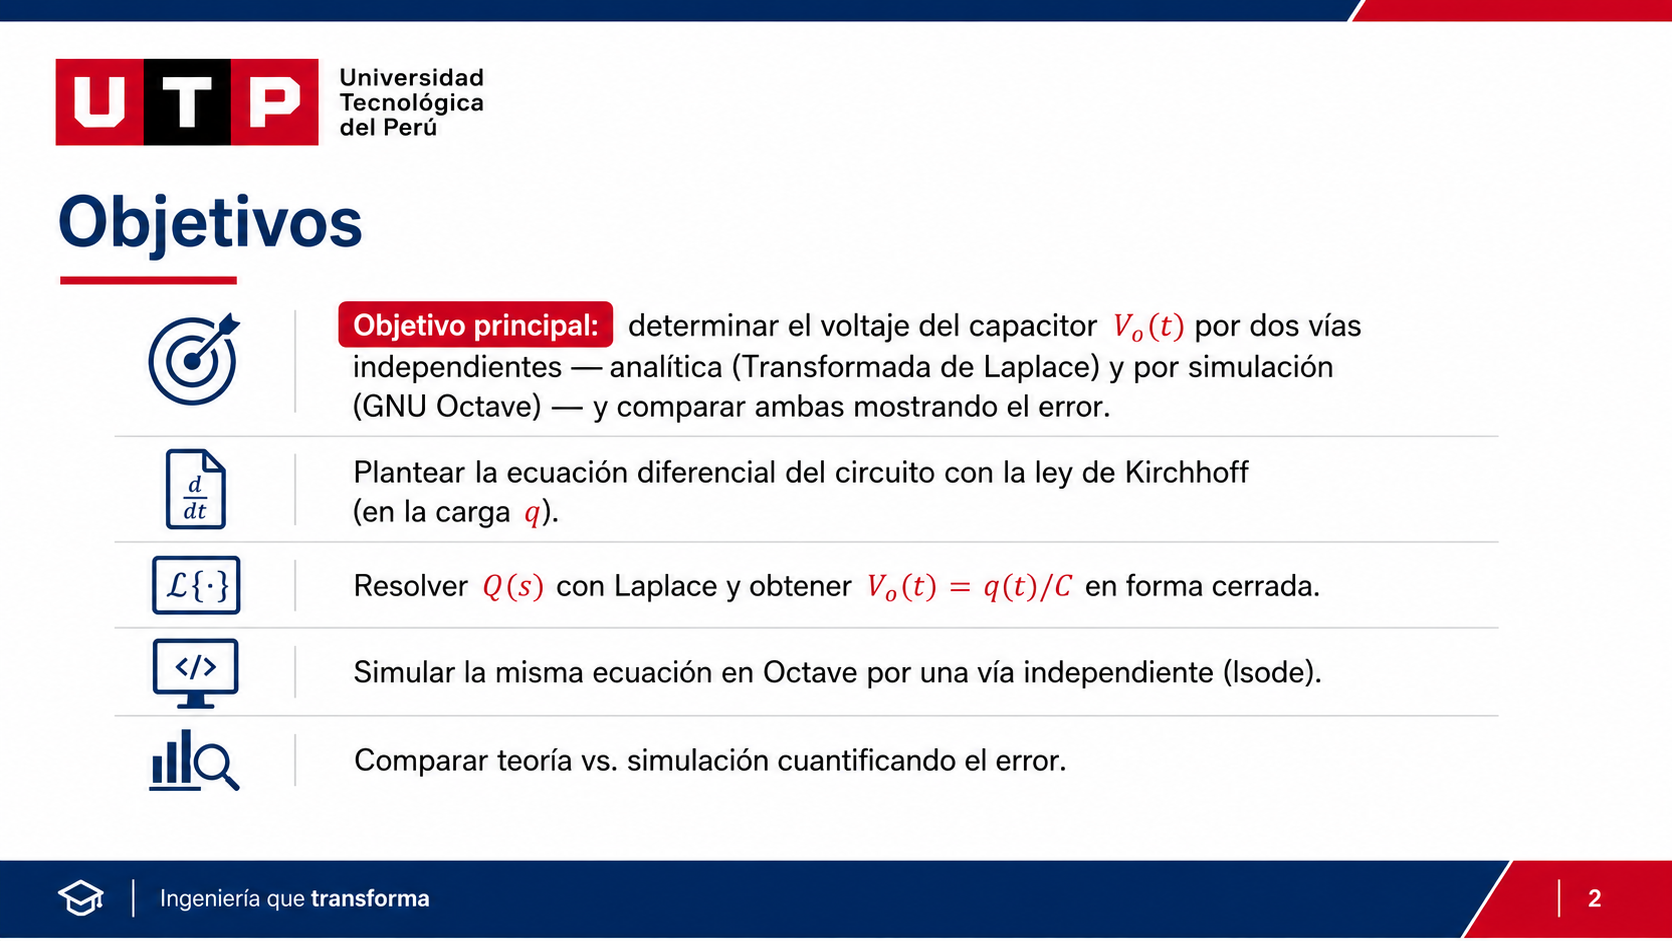 UTP
Universidad
Tecnológica
del Perú
Objetivos
Objetivo principal: determinar el voltaje del capacitor Vₒ(t) por dos vías
independientes — analítica (Transformada de Laplace) y por simulación
(GNU Octave) — y comparar ambas mostrando el error.
d
dt
Plantear la ecuación diferencial del circuito con la ley de Kirchhoff
(en la carga q).
ℒ{·}
Resolver Q(s) con Laplace y obtener Vₒ(t) = q(t)/C en forma cerrada.
</>
Simular la misma ecuación en Octave por una vía independiente (lsode).
Comparar teoría vs. simulación cuantificando el error.
Ingeniería que transforma
2